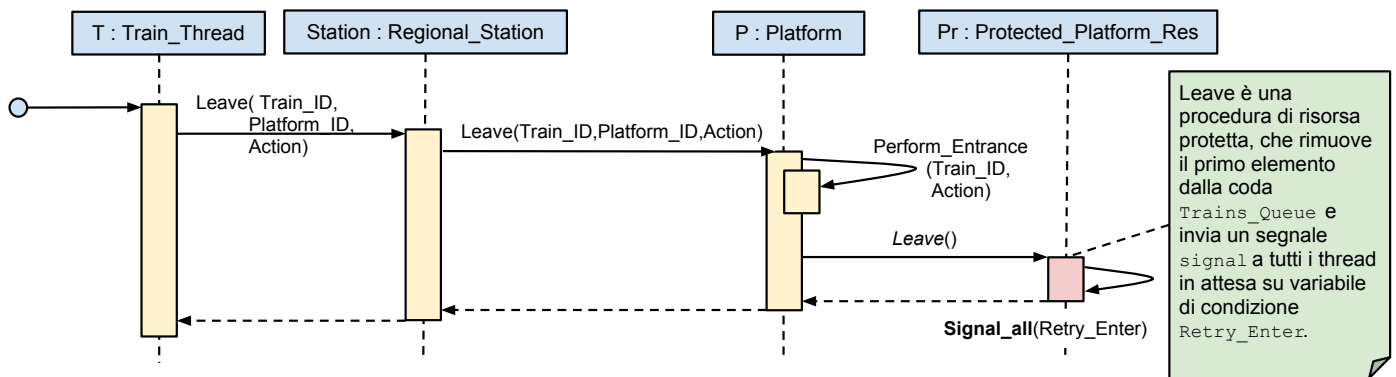 T : Train_Thread
Station : Regional_Station
P : Platform
Pr : Protected_Platform_Res
Leave( Train_ID,
Platform_ID,
Action)
Leave(Train_ID,Platform_ID,Action)
Perform_Entrance
(Train_ID,
Action)
Leave()
Signal_all(Retry_Enter)
Leave è una
procedura di risorsa
protetta, che rimuove
il primo elemento
dalla coda
Trains_Queue e
invia un segnale
signal a tutti i thread
in attesa su variabile
di condizione
Retry_Enter.